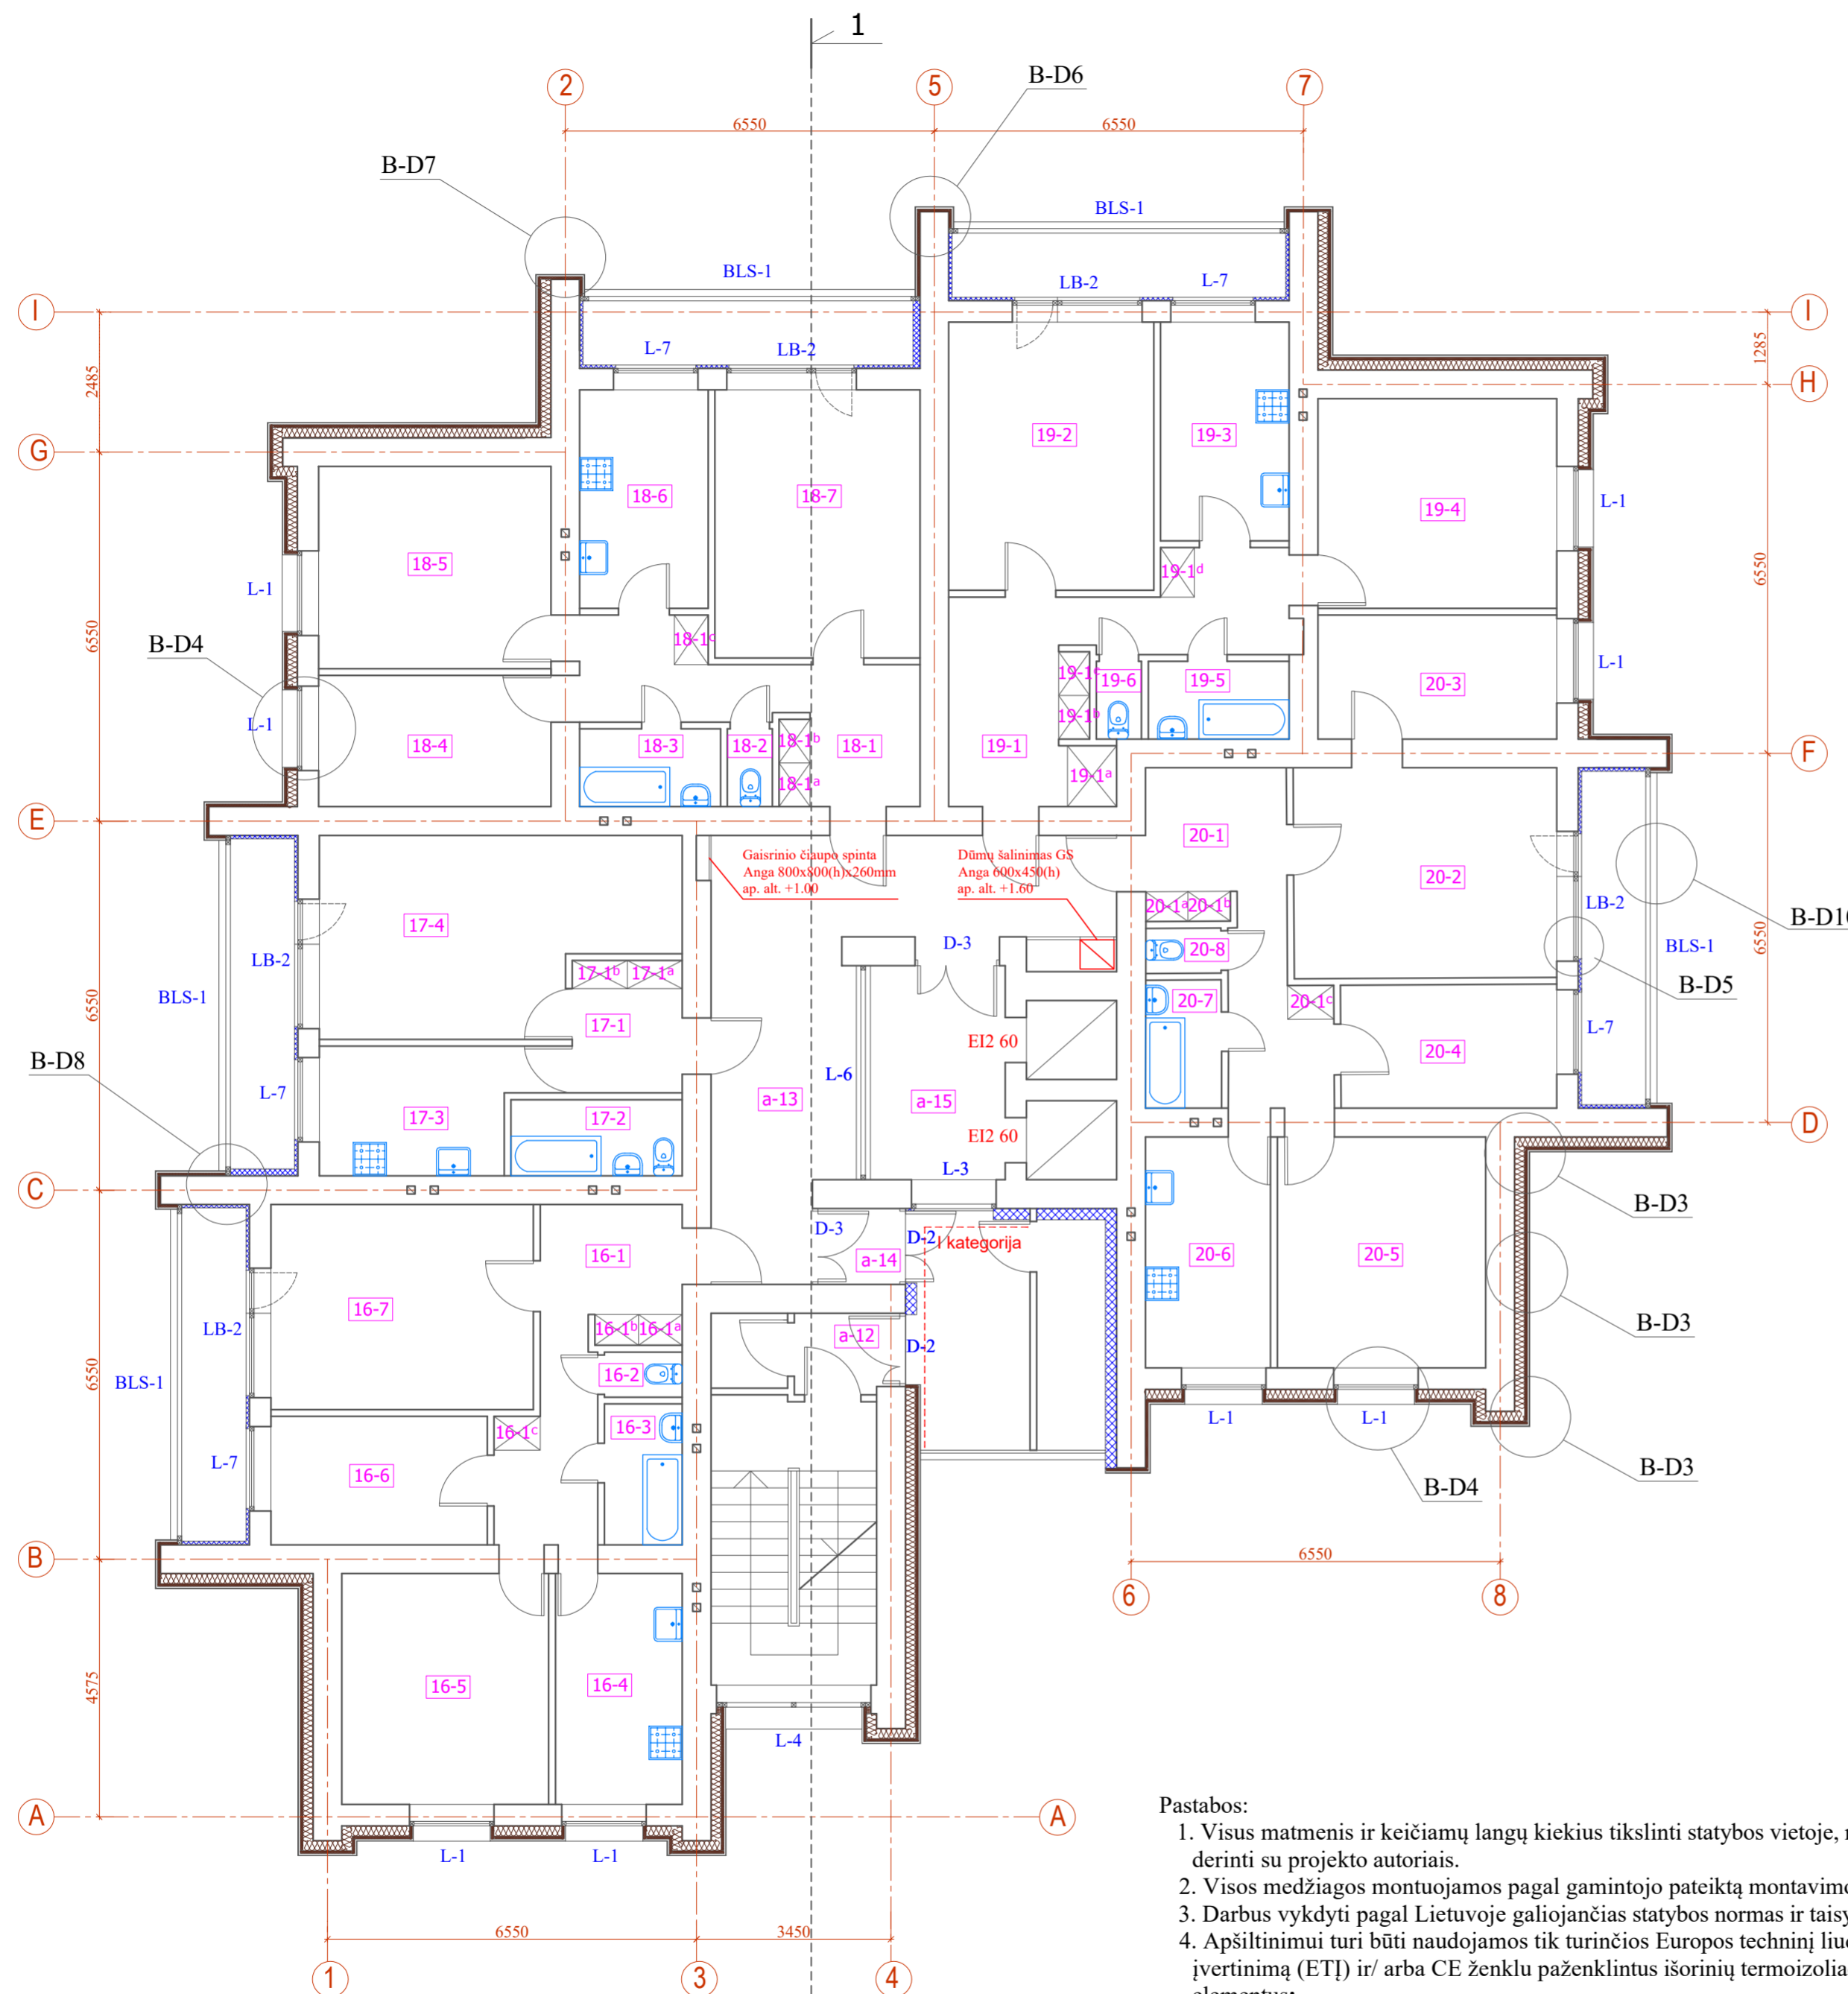 1
2
5
7
B-D6
6550
6550
B-D7
BLS-1
BLS-1
LB-2
L-7
I
I
L-7
LB-2
1285
2485
H
G
19-2
19-3
18-6
18-7
19-4
L-1
18-5
L-1
6550
19-1d
6550
B-D4
18-1c
L-1
19-1c
19-6
19-5
20-3
L-1
19-1b
18-4
18-3
18-2
18-1b
18-1
19-1
F
18-1a
19-1a
E
20-1
Gaisrinio čiaupo spinta
Anga 800x800(h)x260mm
ap. alt. +1.00
Dūmų šalinimas GS
Anga 600x450(h)
ap. alt. +1.60
20-2
20-1a
20-1b
LB-2
B-D10
17-4
D-3
20-8
BLS-1
6550
LB-2
17-1b
17-1a
B-D5
BLS-1
20-7
20-1c
6550
17-1
L-7
EI2 60
20-4
B-D8
L-6
L-7
a-13
a-15
17-3
17-2
D
EI2 60
L-3
C
B-D3
D-3
D-2
I kategorija
16-1
a-14
20-6
20-5
16-7
B-D3
LB-2
16-1b
16-1a
a-12
D-2
6550
16-2
BLS-1
L-1
L-1
16-1c
16-3
L-7
16-6
B-D3
B-D4
B
6550
6
8
16-5
16-4
4575
L-4
A
A
L-1
L-1
6550
3450
1
3
4
Pastabos:
1. Visus matmenis ir keičiamų langų kiekius tikslinti statybos vietoje,
derinti su projekto autoriais.
2. Visos medžiagos montuojamos pagal gamintojo pateiktą montavimo
3. Darbus vykdyti pagal Lietuvoje galiojančias statybos normas ir taisy
4. Apšiltinimui turi būti naudojamos tik turinčios Europos techninį liud
įvertinimą (ETĮ) ir/ arba CE ženklu paženklintus išorinių termoizolia